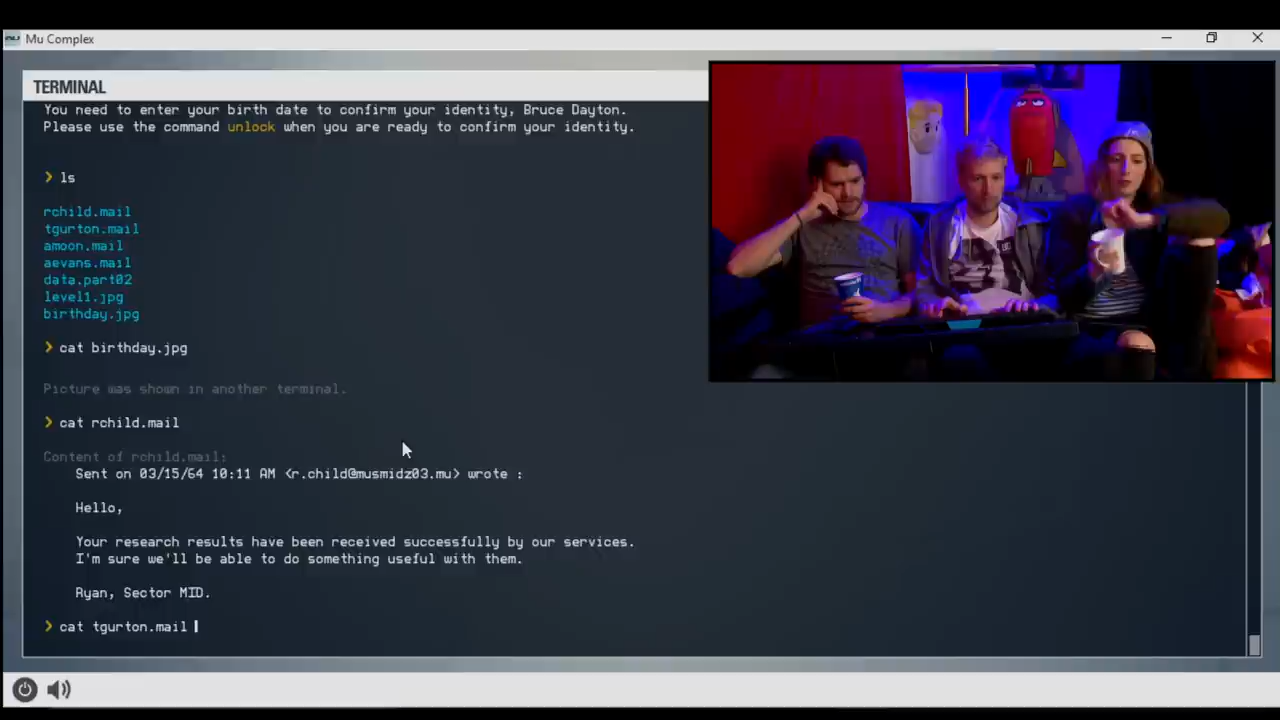 Mu Complex
TERMINAL
You need to enter your birth date to confirm your identity, Bruce Dayton.
Please use the command unlock when you are ready to confirm your identity.
> ls
rchild.mail
tgurton.mail
amoon.mail
aevans.mail
data.part02
level1.jpg
birthday.jpg
> cat birthday.jpg
Picture was shown in another terminal.
> cat rchild.mail
Content of rchild.mail:
Sent on 03/15/64 10:11 AM <r.child@musmidz03.mu> wrote :
Hello,
Your research results have been received successfully by our services.
I'm sure we'll be able to do something useful with them.
Ryan, Sector MID.
> cat tgurton.mail